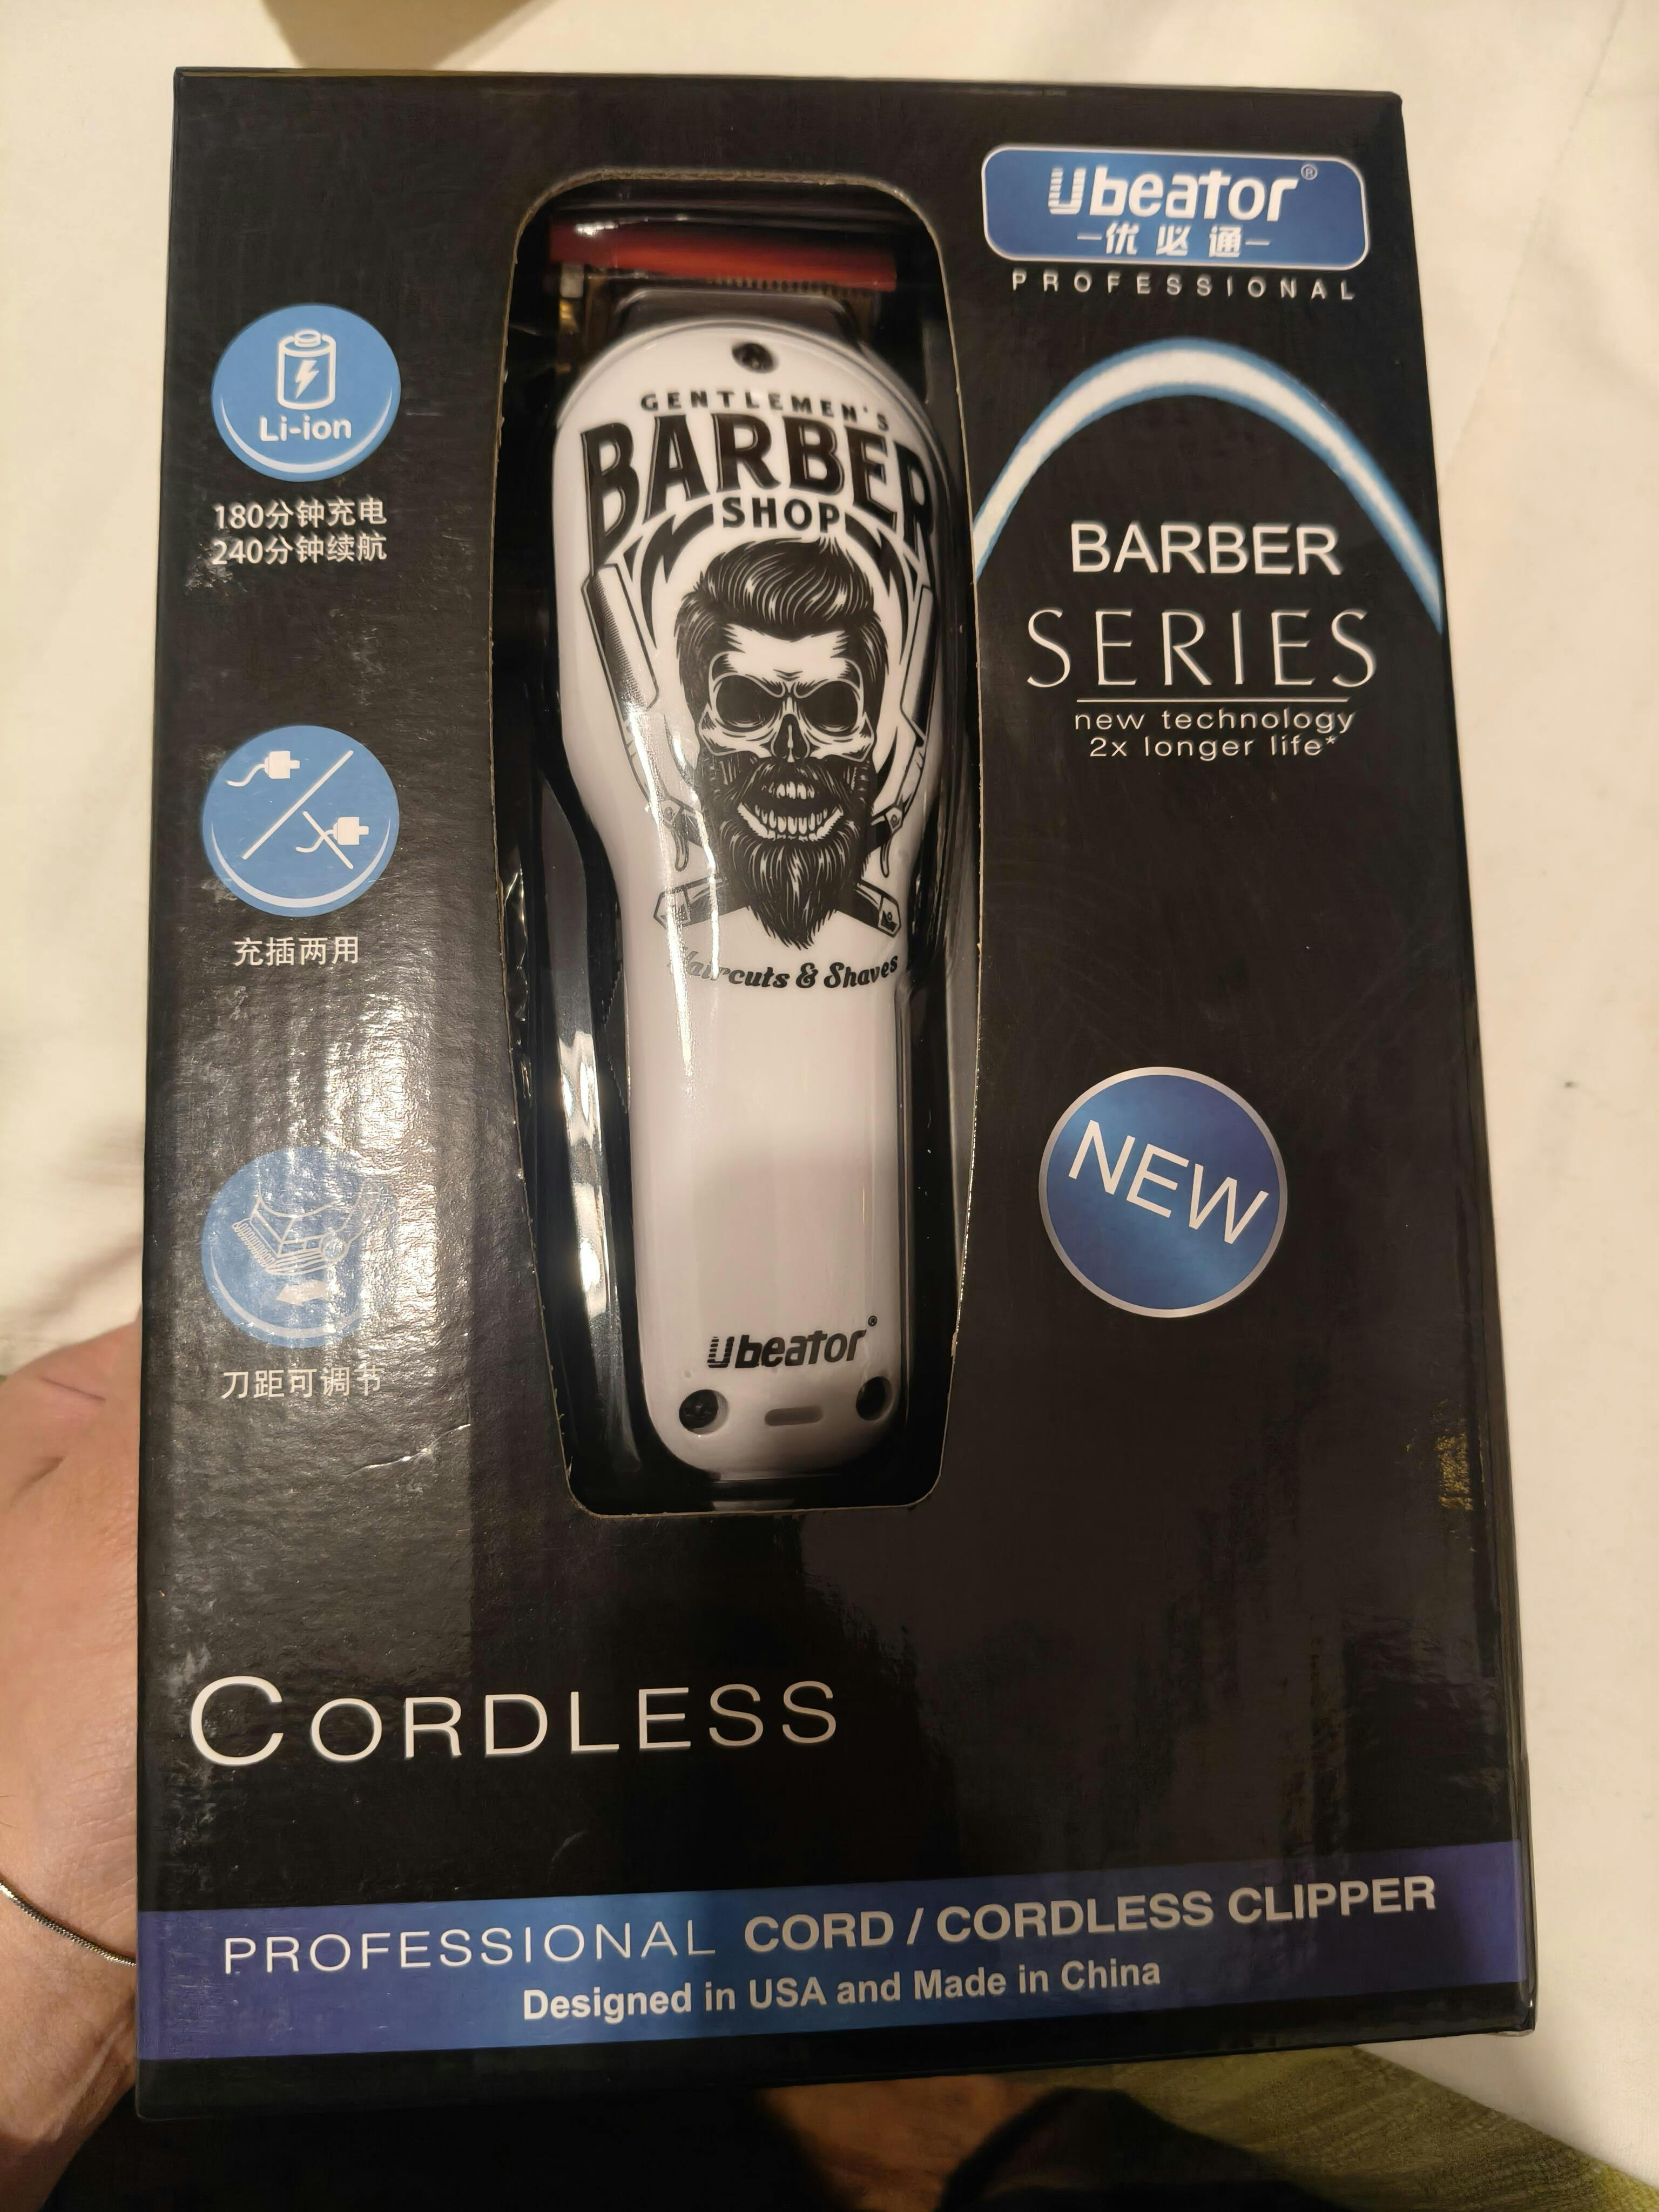 Ubeator®
—优必通—
PROFESSIONAL
Li-ion
180分钟充电
240分钟续航
充插两用
刀距可调节
GENTLEMEN'S
BARBER
SHOP
Haircuts & Shaves
Ubeator®
BARBER
SERIES
new technology
2x longer life*
NEW
CORDLESS
PROFESSIONAL CORD / CORDLESS CLIPPER
Designed in USA and Made in China